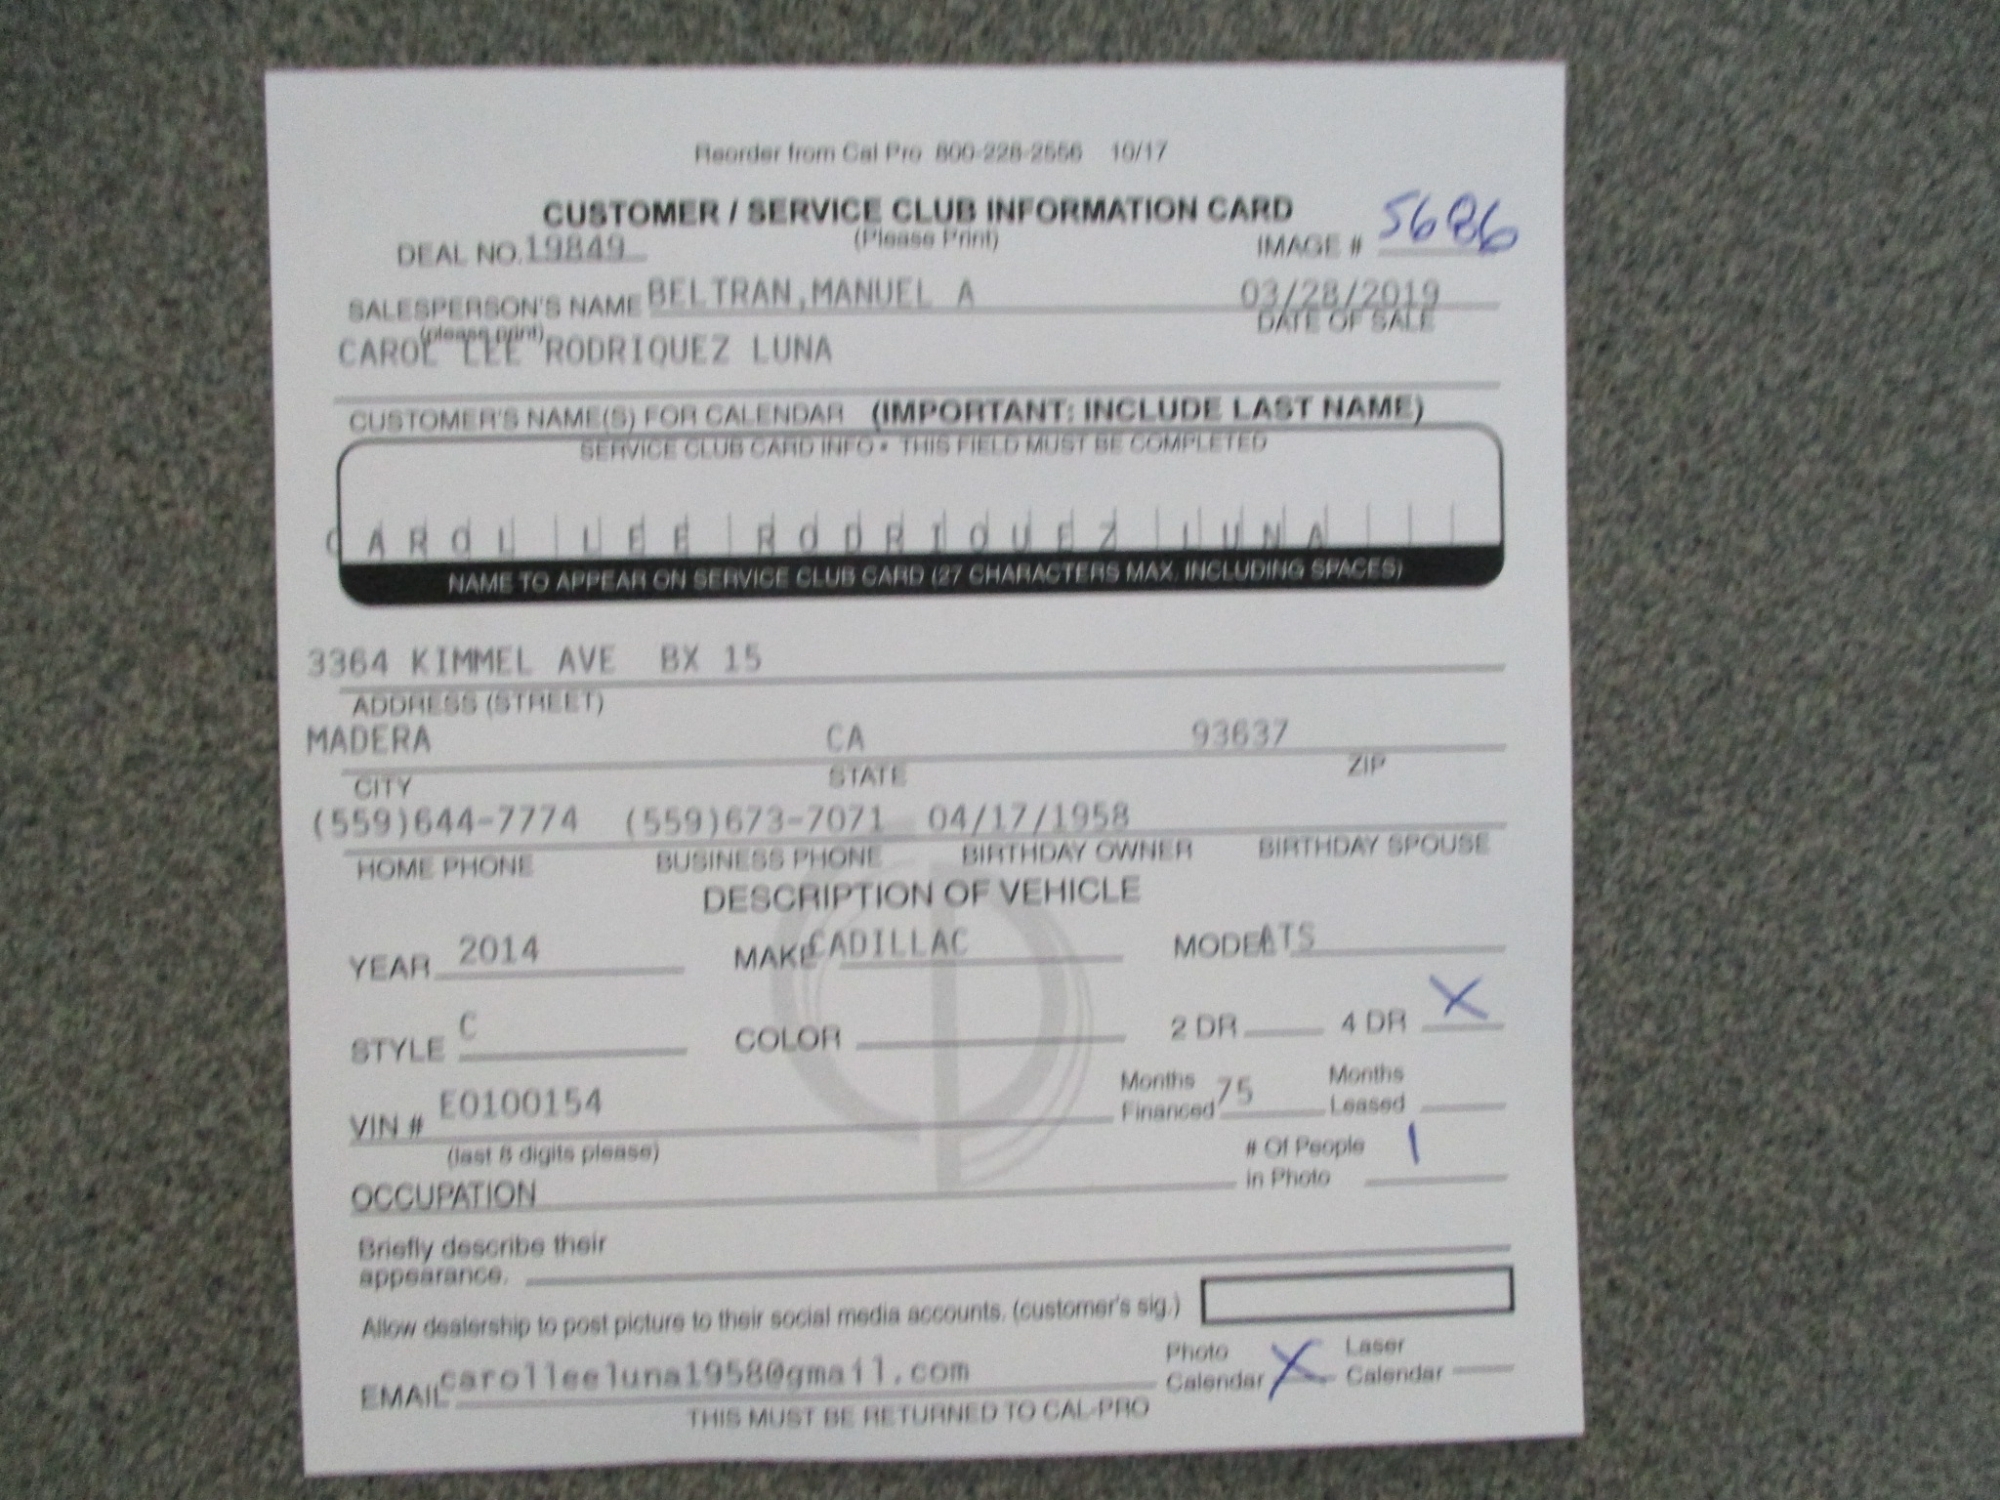 Reorder from Cal Pro 800-228-2556 10/17
CUSTOMER / SERVICE CLUB INFORMATION CARD
DEAL NO. 19849 (Please Print) IMAGE # 5686
SALESPERSON'S NAME BELTRAN,MANUEL A 03/28/2019
(please print) DATE OF SALE
CAROL LEE RODRIQUEZ LUNA
CUSTOMER'S NAME(S) FOR CALENDAR (IMPORTANT: INCLUDE LAST NAME)
SERVICE CLUB CARD INFO • THIS FIELD MUST BE COMPLETED
CAROL LEE RODRIQUEZ LUNA
NAME TO APPEAR ON SERVICE CLUB CARD (27 CHARACTERS MAX. INCLUDING SPACES)
3364 KIMMEL AVE BX 15
ADDRESS (STREET)
MADERA CA 93637
CITY STATE ZIP
(559)644-7774 (559)673-7071 04/17/1958
HOME PHONE BUSINESS PHONE BIRTHDAY OWNER BIRTHDAY SPOUSE
DESCRIPTION OF VEHICLE
YEAR 2014 MAKE CADILLAC MODEL ATS
STYLE C COLOR 2 DR 4 DR X
VIN # E0100154 Months Financed 75 Months Leased
(last 8 digits please) # Of People in Photo 1
OCCUPATION
Briefly describe their
appearance.
Allow dealership to post picture to their social media accounts. (customer's sig.)
EMAIL carolleeluna1958@gmail.com Photo Calendar X Laser Calendar
THIS MUST BE RETURNED TO CAL-PRO